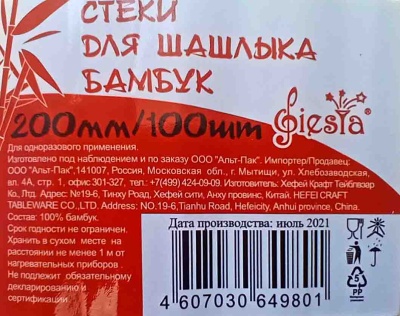 СТЕКИ
ДЛЯ ШАШЛЫКА
БАМБУК
200мм/100шт
Giesta®
Для одноразового применения.
Изготовлено под наблюдением и по заказу ООО "Альт-Пак". Импортер/Продавец:
ООО "Альт-Пак",141007, Россия, Московская обл., г. Мытищи, ул. Хлебозаводская,
вл. 4А, стр. 1, офис 301-327, тел.: +7(499) 424-09-09. Изготовитель: Хефей Крафт Тейблвэар
Ко,.Лтд. Адрес: №19-6, Тинху Роад, Хефей сити, Анху провинс, Китай. HEFEI CRAFT
TABLEWARE CO.,LTD. Address: NO.19-6,Tianhu Road, Hefeicity, Anhui province, China.
Состав: 100% бамбук.
Срок годности не ограничен.
Хранить в сухом месте на
расстоянии не менее 1 м от
нагревательных приборов .
Не подлежит обязательному
декларированию и
сертификации
Дата производства: июль 2021
4 607030 649801
5
PP